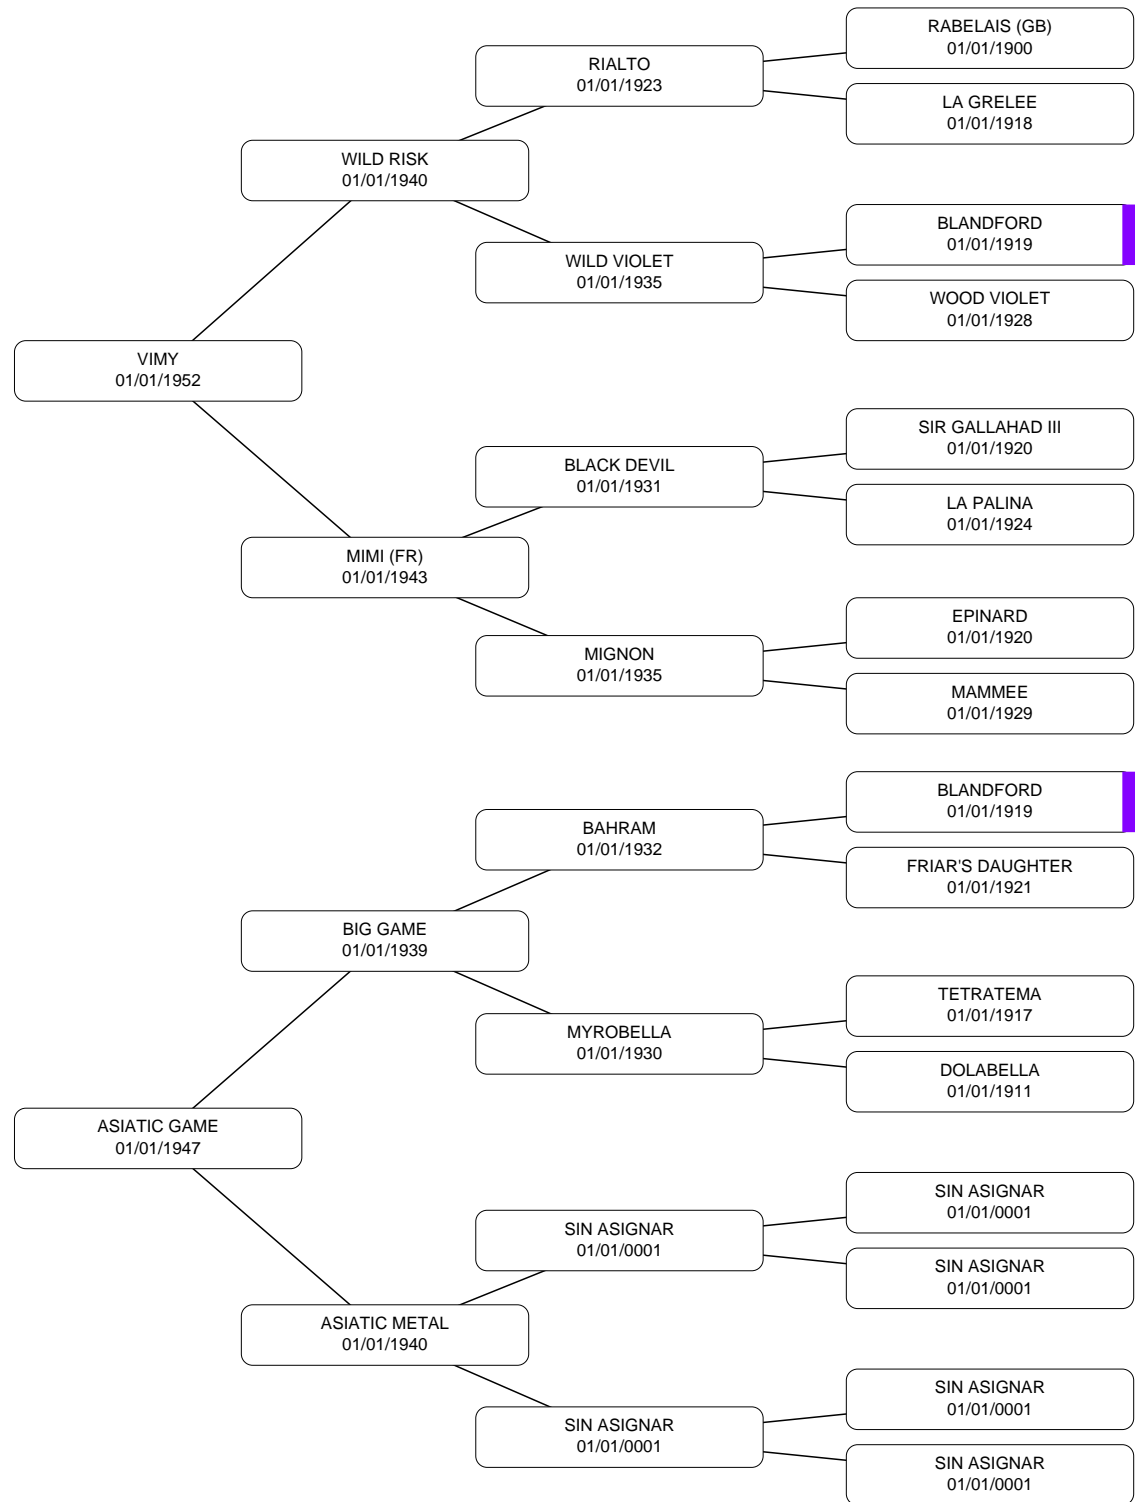 RABELAIS (GB)
01/01/1900
RIALTO
01/01/1923
LA GRELEE
01/01/1918
WILD RISK
01/01/1940
BLANDFORD
01/01/1919
WILD VIOLET
01/01/1935
WOOD VIOLET
01/01/1928
VIMY
01/01/1952
SIR GALLAHAD III
01/01/1920
BLACK DEVIL
01/01/1931
LA PALINA
01/01/1924
MIMI (FR)
01/01/1943
EPINARD
01/01/1920
MIGNON
01/01/1935
MAMMEE
01/01/1929
BLANDFORD
01/01/1919
BAHRAM
01/01/1932
FRIAR'S DAUGHTER
01/01/1921
BIG GAME
01/01/1939
TETRATEMA
01/01/1917
MYROBELLA
01/01/1930
DOLABELLA
01/01/1911
ASIATIC GAME
01/01/1947
SIN ASIGNAR
01/01/0001
SIN ASIGNAR
01/01/0001
SIN ASIGNAR
01/01/0001
ASIATIC METAL
01/01/1940
SIN ASIGNAR
01/01/0001
SIN ASIGNAR
01/01/0001
SIN ASIGNAR
01/01/0001